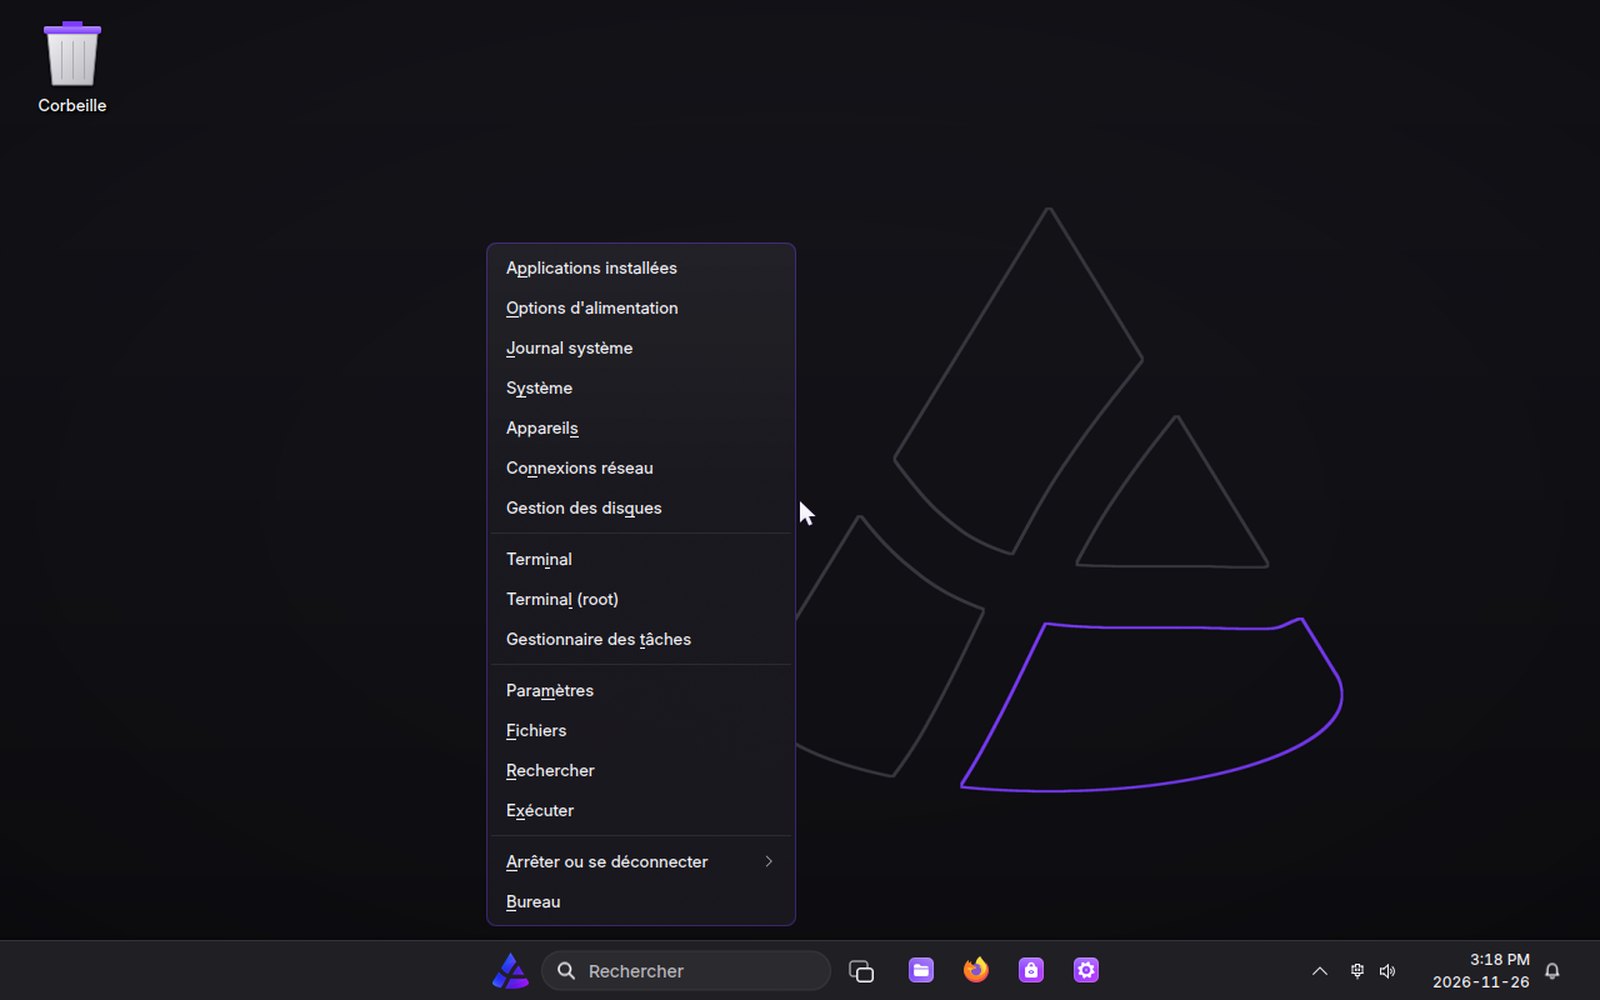 Corbeille
Applications installées
Options d'alimentation
Journal système
Système
Appareils
Connexions réseau
Gestion des disques
Terminal
Terminal (root)
Gestionnaire des tâches
Paramètres
Fichiers
Rechercher
Exécuter
Arrêter ou se déconnecter
Bureau
Rechercher
3:18 PM
2026-11-26